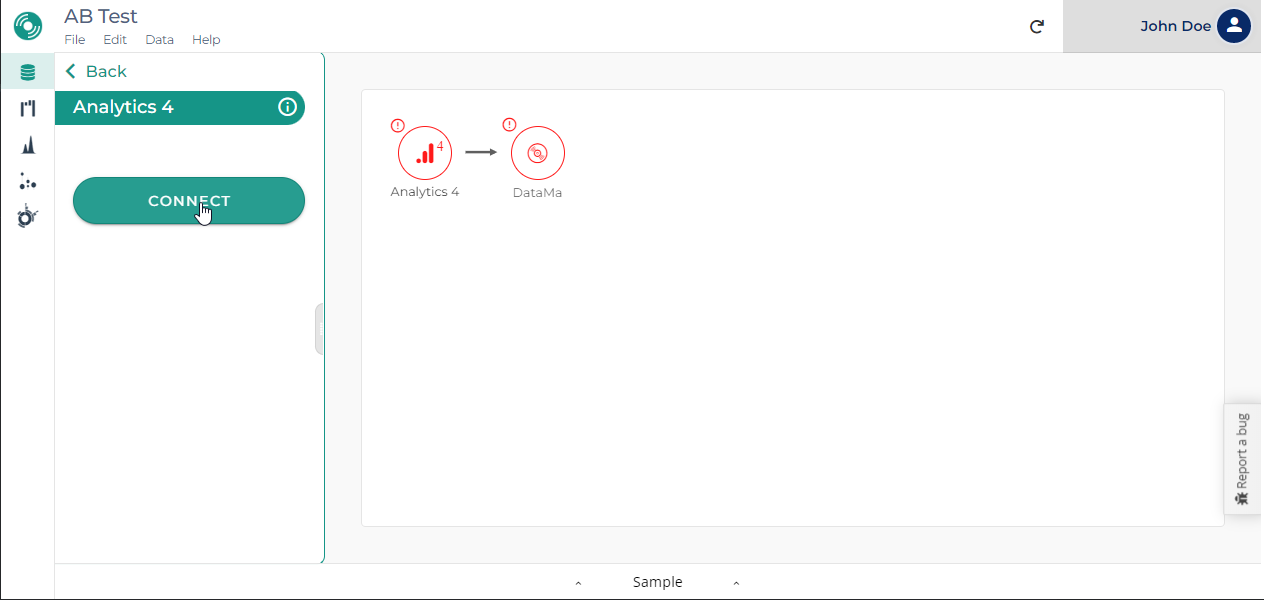 AB Test
File Edit Data Help
John Doe
Back
Analytics 4
CONNECT
4
Analytics 4
DataMa
Report a bug
Sample